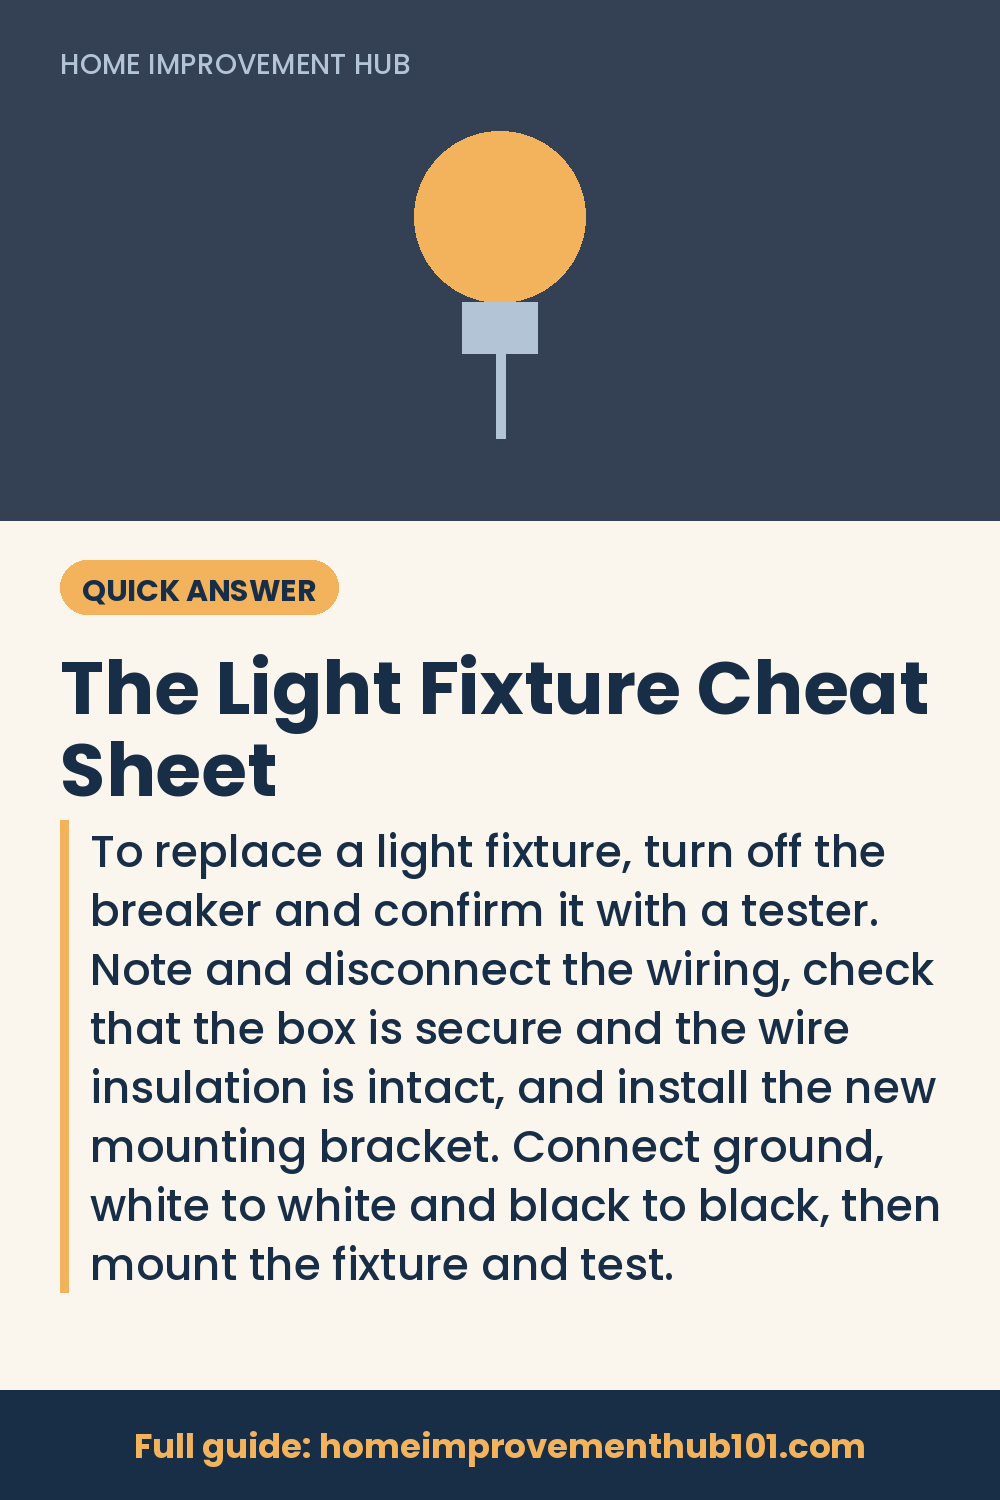 HOME IMPROVEMENT HUB
QUICK ANSWER
The Light Fixture Cheat
Sheet
To replace a light fixture, turn off the
breaker and confirm it with a tester.
Note and disconnect the wiring, check
that the box is secure and the wire
insulation is intact, and install the new
mounting bracket. Connect ground,
white to white and black to black, then
mount the fixture and test.
Full guide: homeimprovementhub101.com